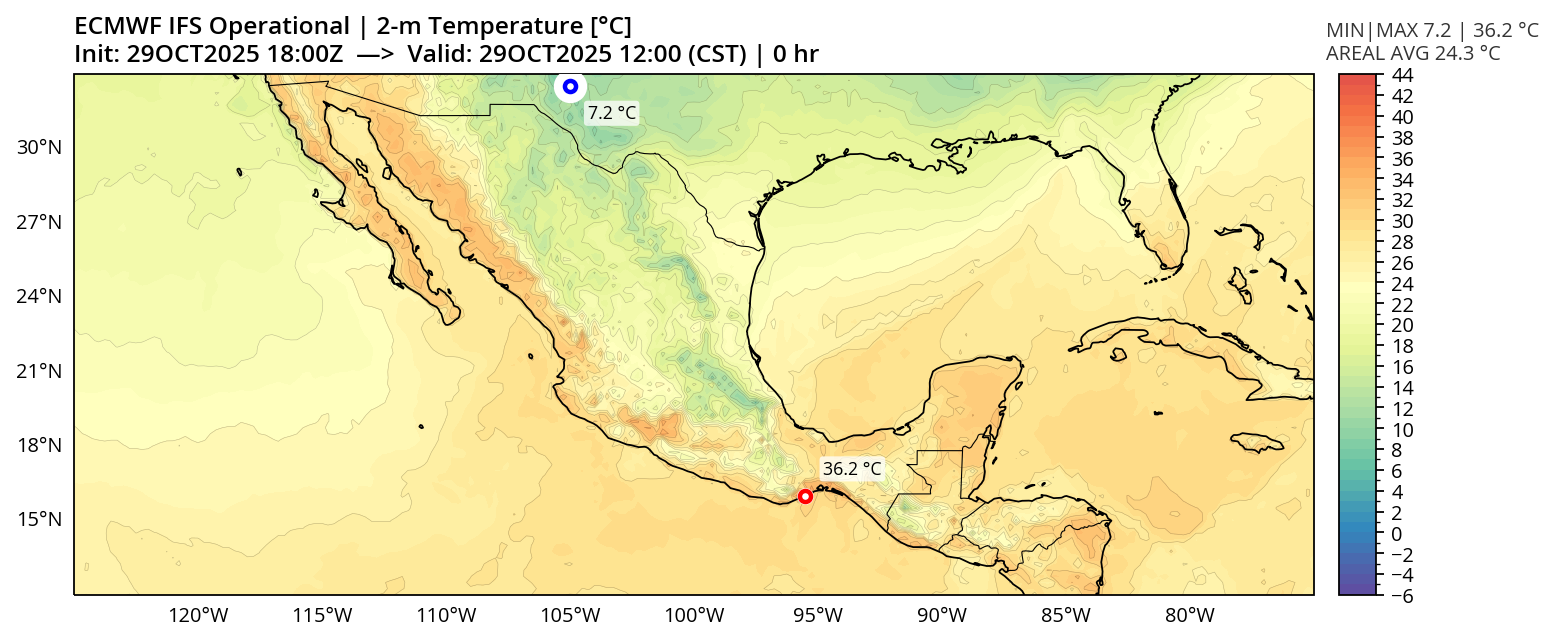 ECMWF IFS Operational | 2-m Temperature [°C]
Init: 29OCT2025 18:00Z —> Valid: 29OCT2025 12:00 (CST) | 0 hr
MIN|MAX 7.2 | 36.2 °C
AREAL AVG 24.3 °C
7.2 °C
36.2 °C
30°N
27°N
24°N
21°N
18°N
15°N
120°W
115°W
110°W
105°W
100°W
95°W
90°W
85°W
80°W
44
42
40
38
36
34
32
30
28
26
24
22
20
18
16
14
12
10
8
6
4
2
0
−2
−4
−6